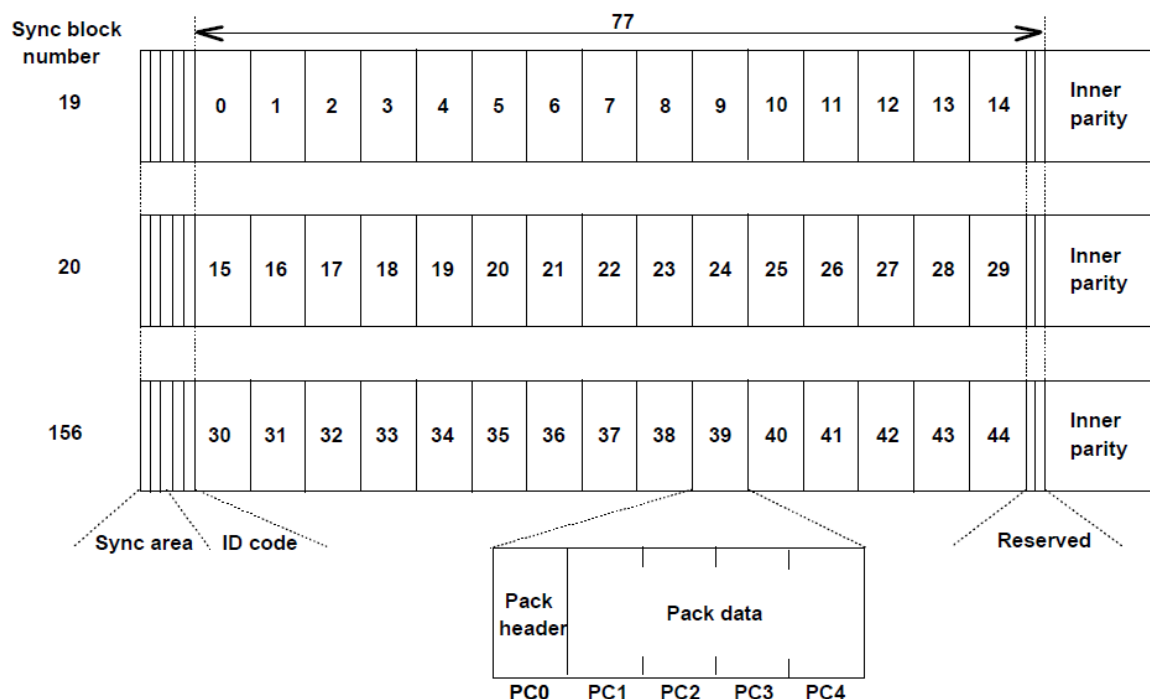 77
Sync block
number
19
0 1 2 3 4 5 6 7 8 9 10 11 12 13 14
Inner
parity
20
15 16 17 18 19 20 21 22 23 24 25 26 27 28 29
Inner
parity
156
30 31 32 33 34 35 36 37 38 39 40 41 42 43 44
Inner
parity
Sync area ID code
Reserved
Pack
header
Pack data
PC0 PC1 PC2 PC3 PC4